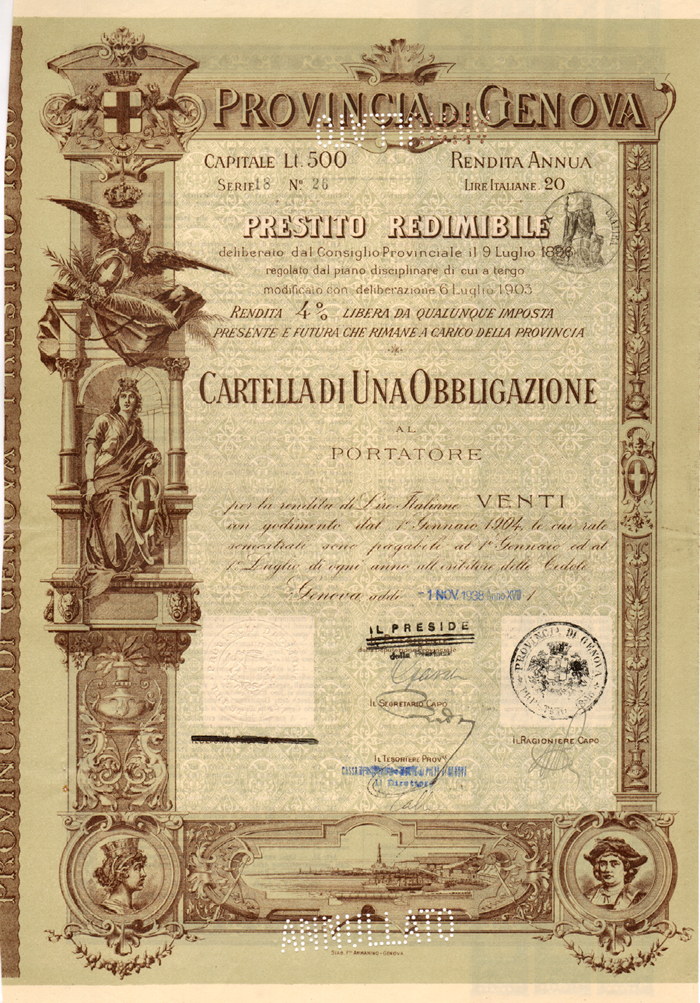 PROVINCIA DI GENOVA
CAPITALE Lt. 500
RENDITA ANNUA
SERIE 18 No 26
LIRE ITALIANE. 20
PRESTITO REDIMIBILE
deliberato dal Consiglio Provinciale il 9 Luglio
regolato dal piano disciplinare di cui a tergo
modificato con deliberazione 6 Luglio 1903
RENDITA 4% LIBERA DA QUALUNQUE IMPOSTA
PRESENTE E FUTURA CHE RIMANE A CARICO DELLA PROVINCIA
CARTELLA DI UNA OBBLIGAZIONE
AL
PORTATORE
per la rendita di Lire Italiane VENTI
con godimento dal 1° Gennaio 1904, le cui rate
semestrali sono pagabili al 1° Gennaio ed al
1° Luglio di ogni anno all'esibitore delle Cedole
Genova addì -1 NOV. 1938 Anno XVII
IL PRESIDE
IL SEGRETARIO CAPO
PROVINCIA DI GENOVA
IL RAGIONIERE CAPO
IL TESORIERE PROVle
ANNULLATO
GENOVA